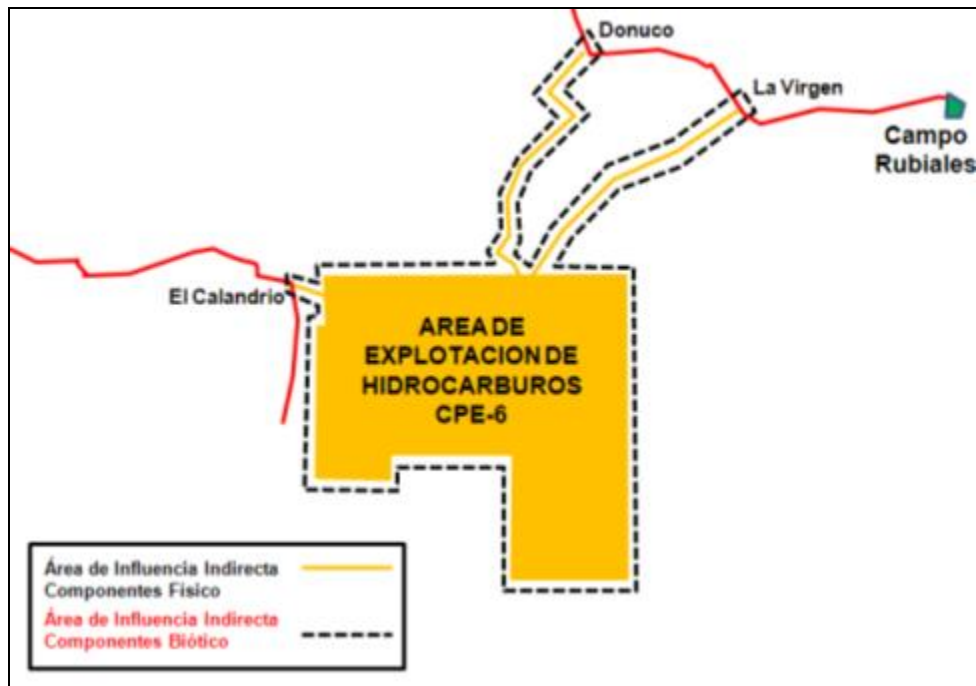 Donuco
La Virgen
Campo
Rubiales
El Calandrio
AREA DE
EXPLOTACION DE
HIDROCARBUROS
CPE-6
Área de Influencia Indirecta
Componentes Físico
Área de Influencia Indirecta
Componentes Biótico